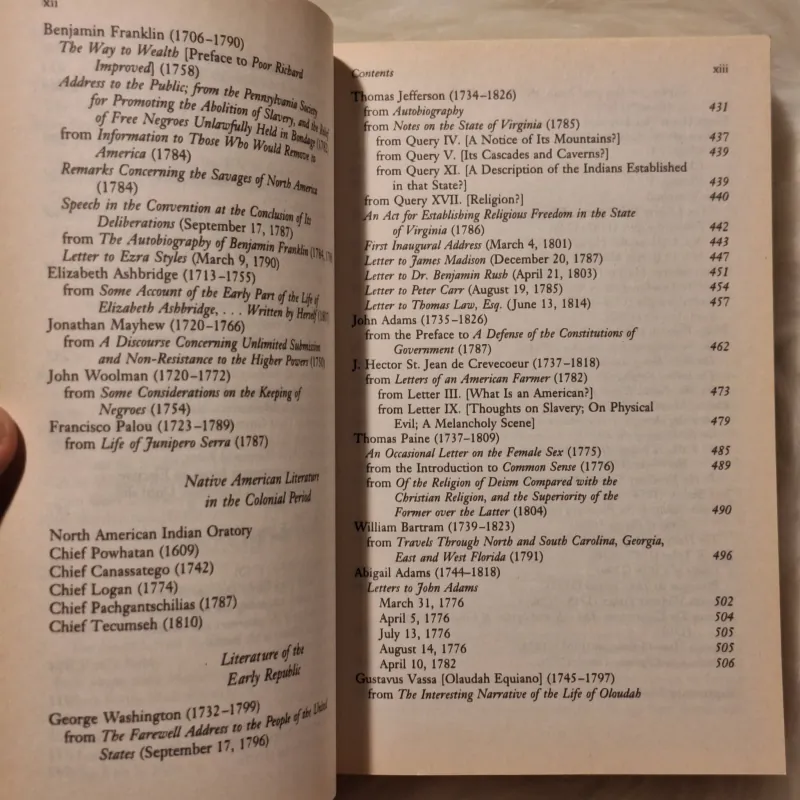 xii
Benjamin Franklin (1706–1790)
The Way to Wealth [Preface to Poor Richard
Improved] (1758)
Address to the Public; from the Pennsylvania Society
for Promoting the Abolition of Slavery, and the Relief
of Free Negroes Unlawfully Held in Bondage
from Information to Those Who Would Remove to
America (1784)
Remarks Concerning the Savages of North America
(1784)
Speech in the Convention at the Conclusion of Its
Deliberations (September 17, 1787)
from The Autobiography of Benjamin Franklin
Letter to Ezra Styles (March 9, 1790)
Elizabeth Ashbridge (1713–1755)
from Some Account of the Early Part of the Life of
Elizabeth Ashbridge, . . . Written by Herself
Jonathan Mayhew (1720–1766)
from A Discourse Concerning Unlimited Submission
and Non-Resistance to the Higher Powers (1750)
John Woolman (1720–1772)
from Some Considerations on the Keeping of
Negroes (1754)
Francisco Palou (1723–1789)
from Life of Junipero Serra (1787)
Native American Literature
in the Colonial Period
North American Indian Oratory
Chief Powhatan (1609)
Chief Canassatego (1742)
Chief Logan (1774)
Chief Pachgantschilias (1787)
Chief Tecumseh (1810)
Literature of the
Early Republic
George Washington (1732–1799)
from The Farewell Address to the People of the United
States (September 17, 1796)
Contents xiii
Thomas Jefferson (1734–1826)
from Autobiography 431
from Notes on the State of Virginia (1785)
from Query IV. [A Notice of Its Mountains?] 437
from Query V. [Its Cascades and Caverns?] 439
from Query XI. [A Description of the Indians Established
in that State?] 439
from Query XVII. [Religion?] 440
An Act for Establishing Religious Freedom in the State
of Virginia (1786) 442
First Inaugural Address (March 4, 1801) 443
Letter to James Madison (December 20, 1787) 447
Letter to Dr. Benjamin Rush (April 21, 1803) 451
Letter to Peter Carr (August 19, 1785) 454
Letter to Thomas Law, Esq. (June 13, 1814) 457
John Adams (1735–1826)
from the Preface to A Defense of the Constitutions of
Government (1787) 462
J. Hector St. Jean de Crevecoeur (1737–1818)
from Letters of an American Farmer (1782)
from Letter III. [What Is an American?] 473
from Letter IX. [Thoughts on Slavery; On Physical
Evil; A Melancholy Scene] 479
Thomas Paine (1737–1809)
An Occasional Letter on the Female Sex (1775) 485
from the Introduction to Common Sense (1776) 489
from Of the Religion of Deism Compared with the
Christian Religion, and the Superiority of the
Former over the Latter (1804) 490
William Bartram (1739–1823)
from Travels Through North and South Carolina, Georgia,
East and West Florida (1791) 496
Abigail Adams (1744–1818)
Letters to John Adams
March 31, 1776 502
April 5, 1776 504
July 13, 1776 505
August 14, 1776 505
April 10, 1782 506
Gustavus Vassa [Olaudah Equiano] (1745–1797)
from The Interesting Narrative of the Life of Oloudah